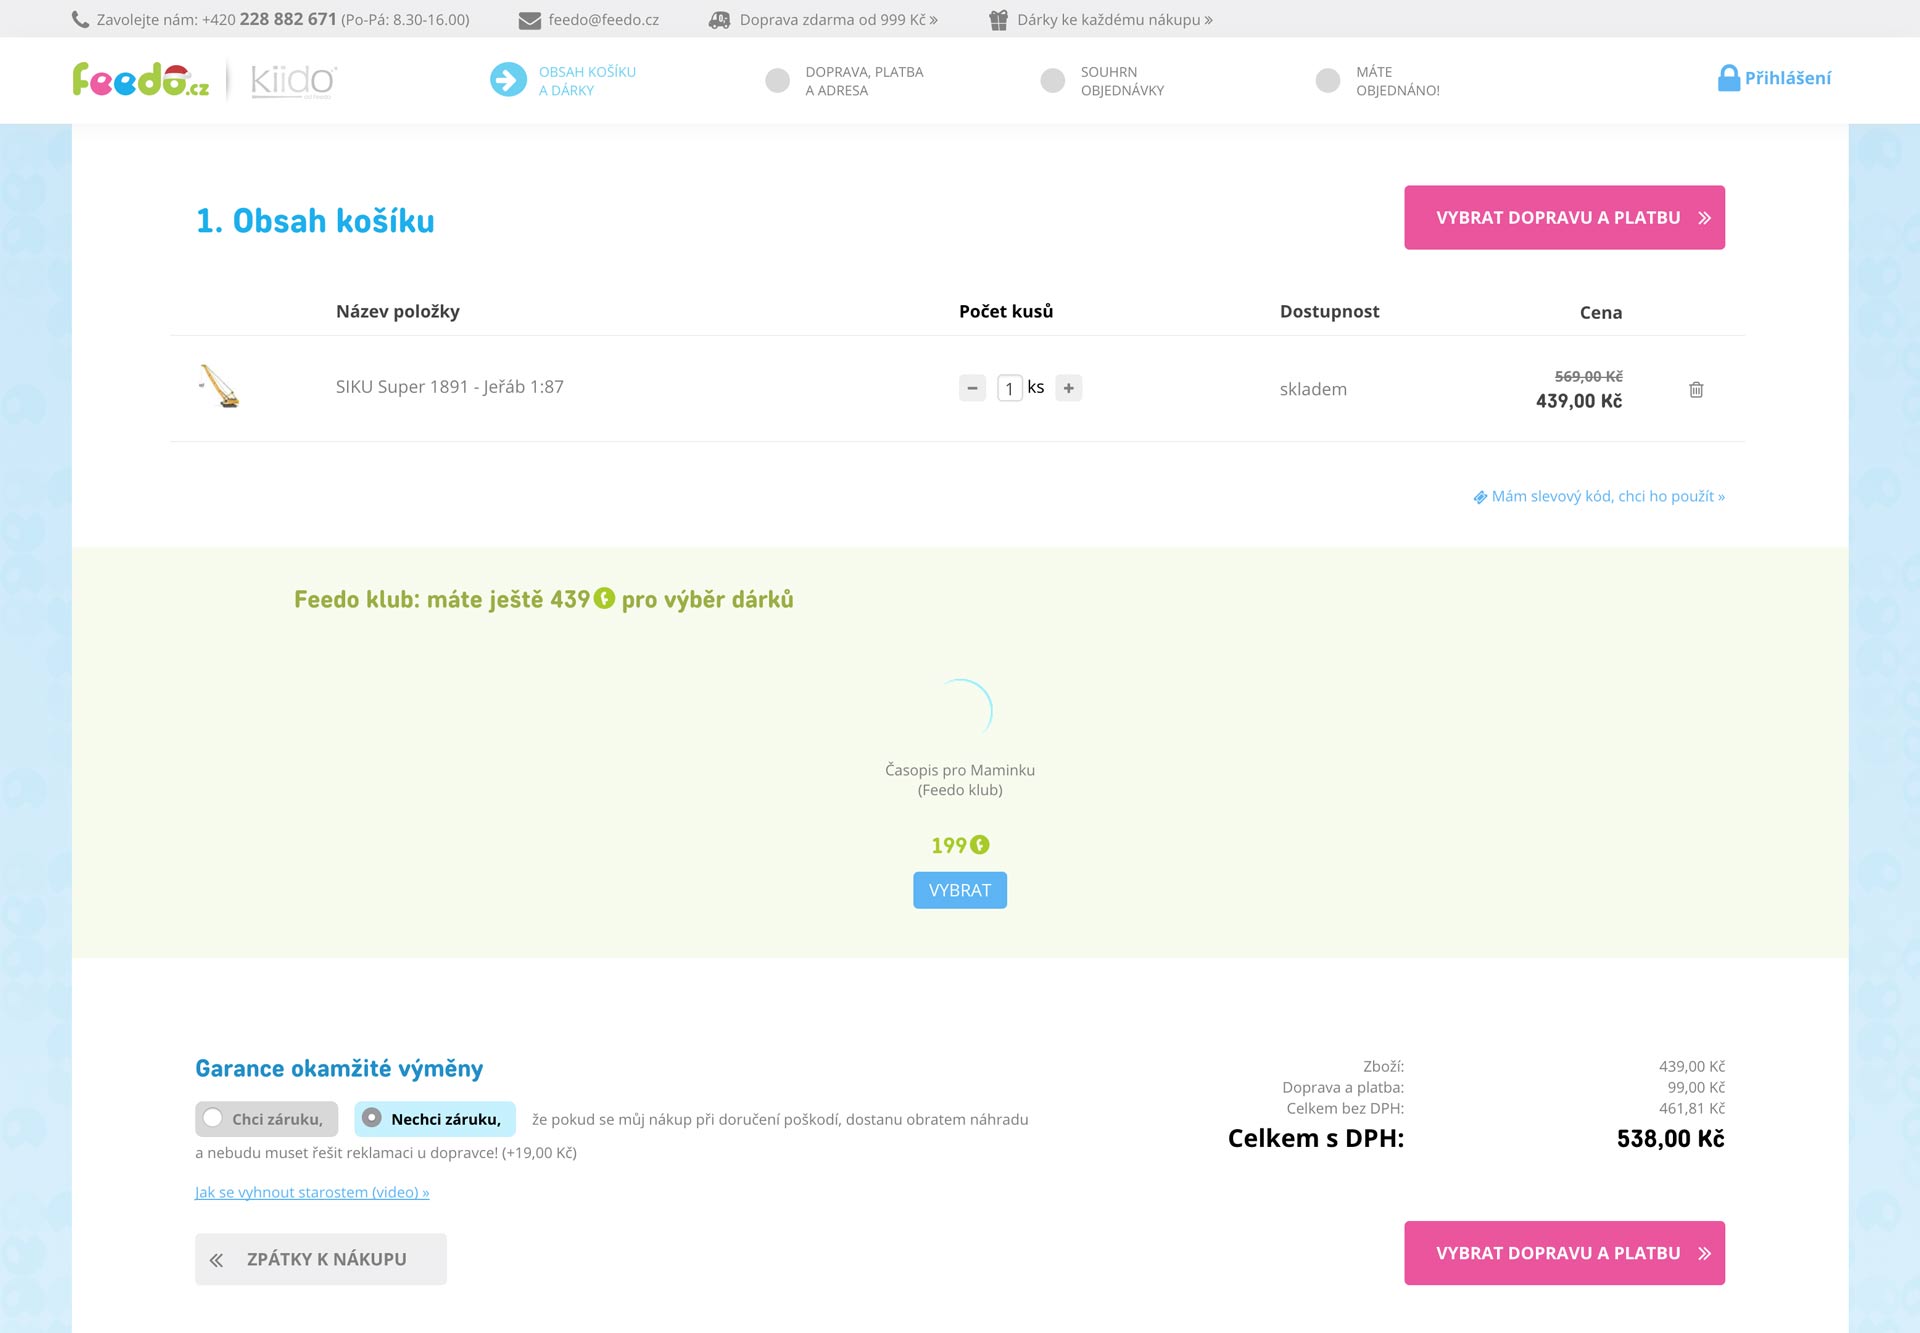 Zavolejte nám: +420 228 882 671 (Po-Pá: 8.30-16.00)
feedo@feedo.cz
Doprava zdarma od 999 Kč »
Dárky ke každému nákupu »
feedo.cz
kiido
od feedo
OBSAH KOŠÍKU
A DÁRKY
DOPRAVA, PLATBA
A ADRESA
SOUHRN
OBJEDNÁVKY
MÁTE
OBJEDNÁNO!
Přihlášení
1. Obsah košíku
VYBRAT DOPRAVU A PLATBU »
Název položky
Počet kusů
Dostupnost
Cena
SIKU Super 1891 - Jeřáb 1:87
− 1 ks +
skladem
569,00 Kč
439,00 Kč
Mám slevový kód, chci ho použít »
Feedo klub: máte ještě 439 pro výběr dárků
Časopis pro Maminku
(Feedo klub)
199
VYBRAT
Garance okamžité výměny
Chci záruku, Nechci záruku, že pokud se můj nákup při doručení poškodí, dostanu obratem náhradu
a nebudu muset řešit reklamaci u dopravce! (+19,00 Kč)
Jak se vyhnout starostem (video) »
Zboží: 439,00 Kč
Doprava a platba: 99,00 Kč
Celkem bez DPH: 461,81 Kč
Celkem s DPH: 538,00 Kč
« ZPÁTKY K NÁKUPU
VYBRAT DOPRAVU A PLATBU »